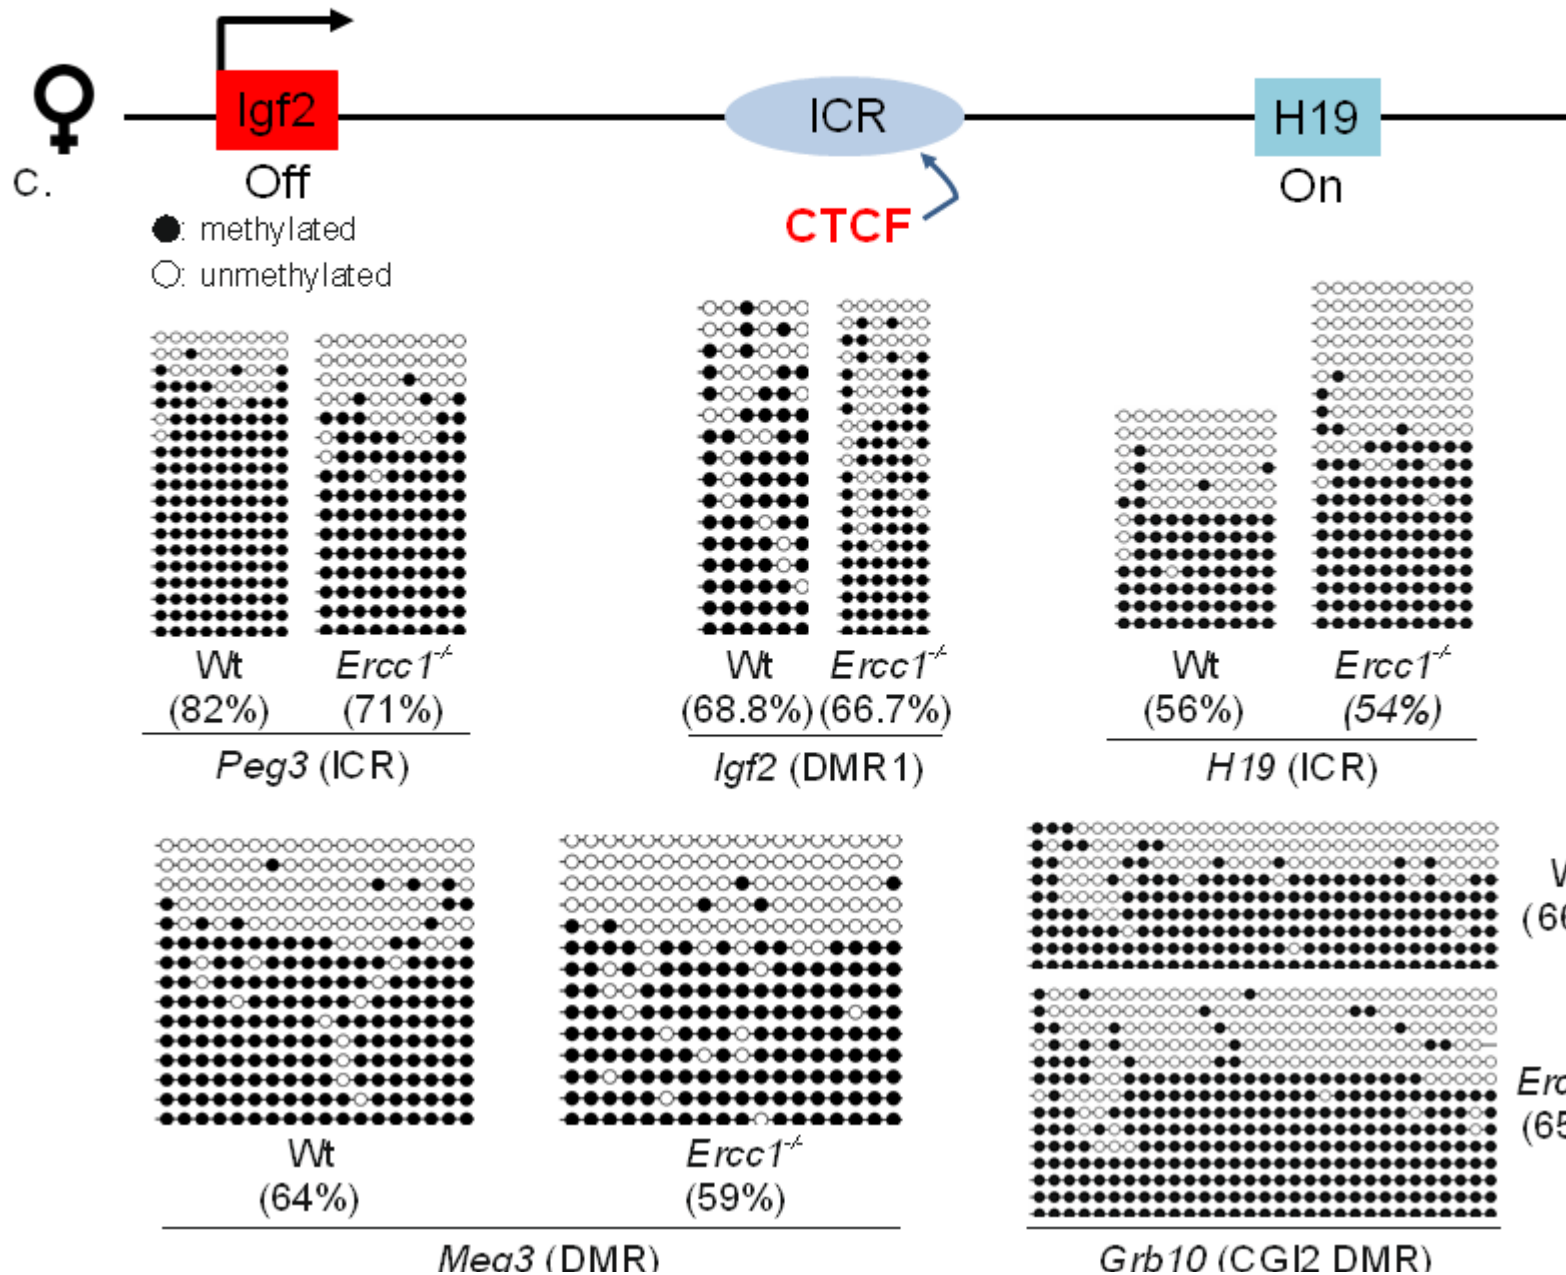 Igf2 ICR H19
Off On
CTCF
c.
●: methylated
○: unmethylated
Wt Ercc1-/- Wt Ercc1-/- Wt Ercc1-/-
(82%) (71%) (68.8%) (66.7%) (56%) (54%)
Peg3 (ICR) Igf2 (DMR1) H19 (ICR)
Wt Ercc1-/-
(64%) (59%)
Meg3 (DMR) Grb10 (CGI2 DMR)